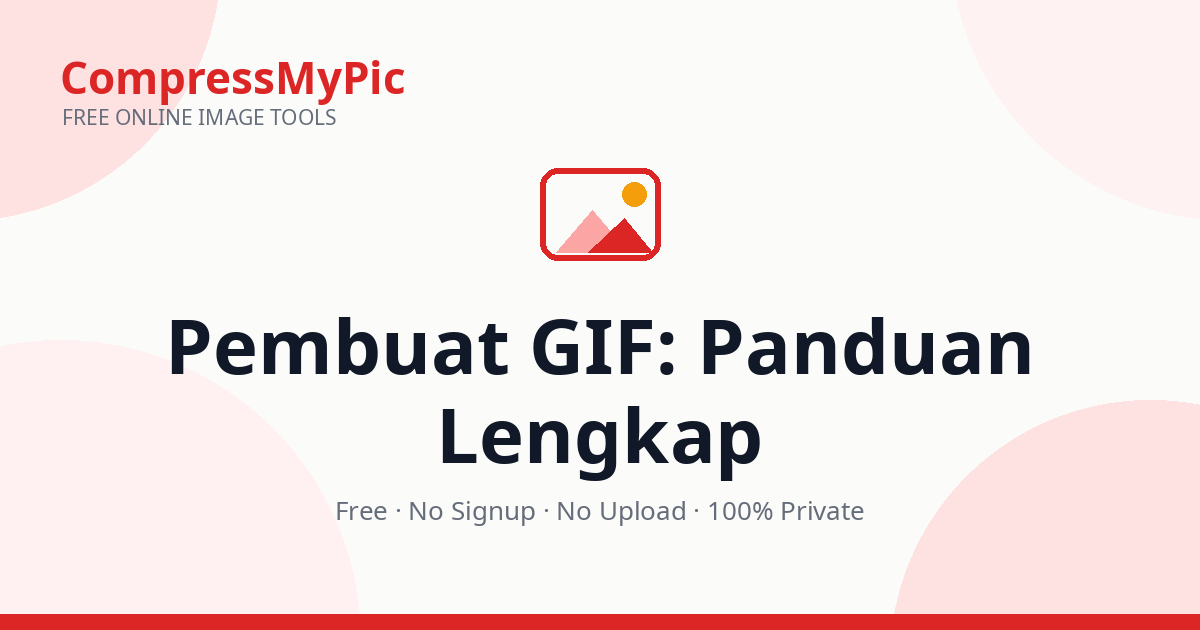 CompressMyPic
FREE ONLINE IMAGE TOOLS
Pembuat GIF: Panduan
Lengkap
Free · No Signup · No Upload · 100% Private